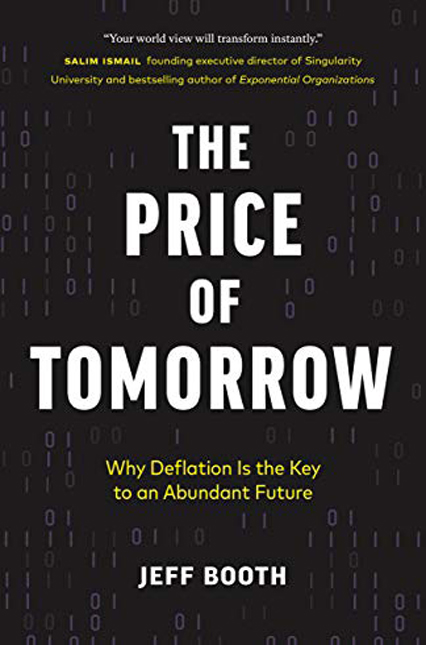 “Your world view will transform instantly.”
SALIM ISMAIL founding executive director of Singularity
University and bestselling author of Exponential Organizations
THE
PRICE
OF
TOMORROW
Why Deflation Is the Key
to an Abundant Future
JEFF BOOTH